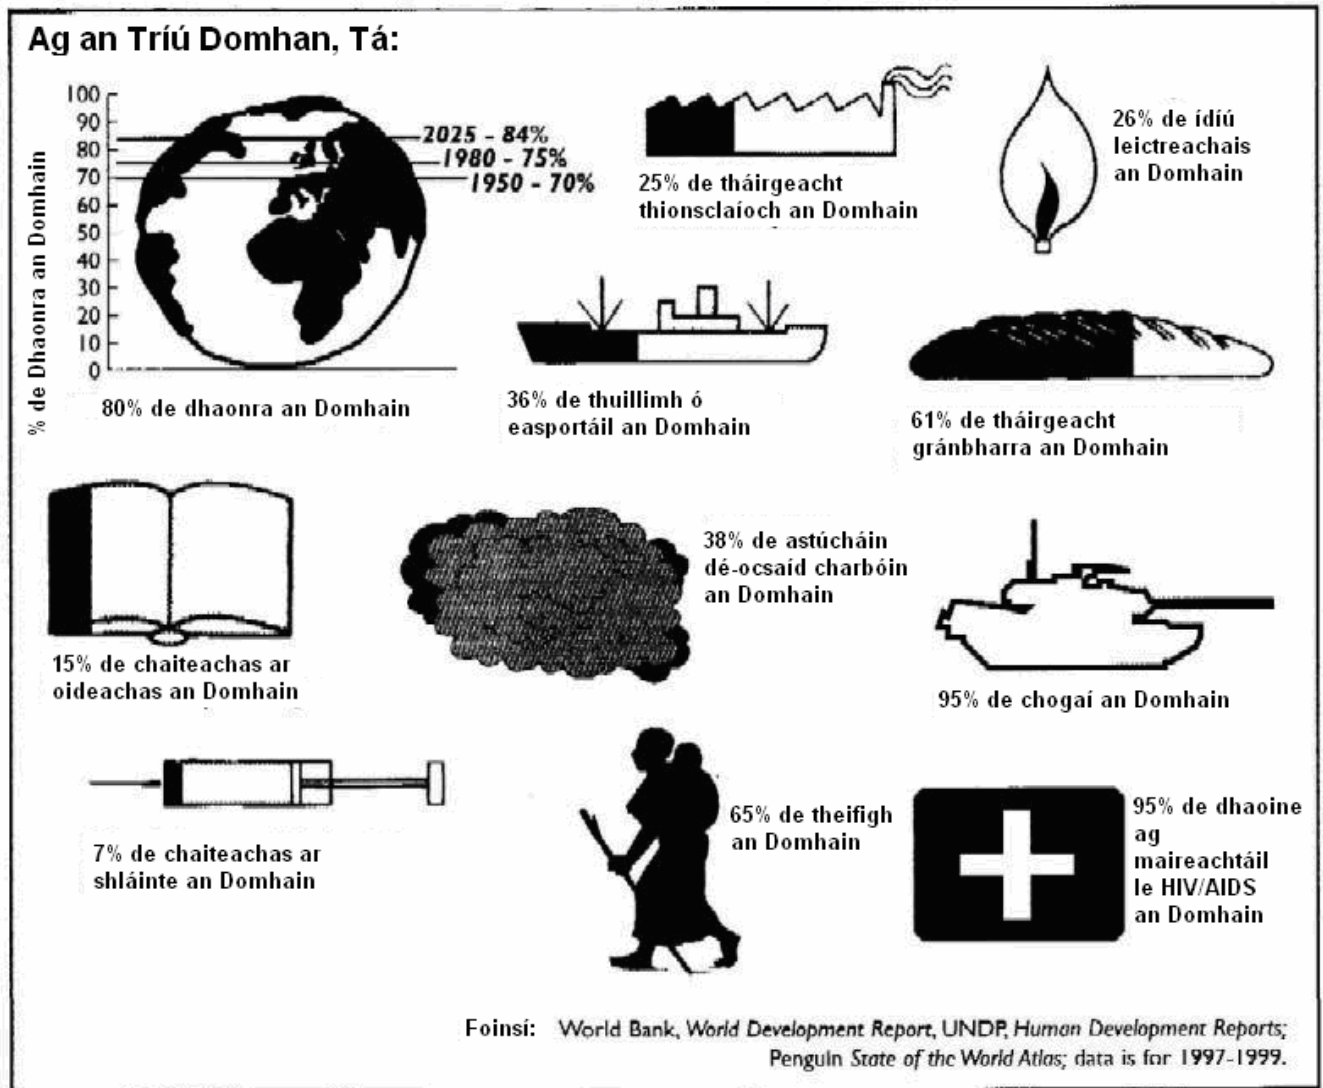 Ag an Tríú Domhan, Tá:
% de Dhaonra an Domhain
100
90
80
70
60
50
40
30
20
10
0
2025 - 84%
1980 - 75%
1950 - 70%
80% de dhaonra an Domhain
25% de tháirgeacht
thionsclaíoch an Domhain
26% de ídiú
leictreachais
an Domhain
36% de thuillimh ó
easportáil an Domhain
61% de tháirgeacht
gránbharra an Domhain
15% de chaiteachas ar
oideachas an Domhain
38% de astúcháin
dé-ocsaíd charbóin
an Domhain
95% de chogaí an Domhain
7% de chaiteachas ar
shláinte an Domhain
65% de theifigh
an Domhain
95% de dhaoine
ag
maireachtáil
le HIV/AIDS
an Domhain
Foinsí: World Bank, World Development Report, UNDP, Human Development Reports;
Penguin State of the World Atlas; data is for 1997-1999.